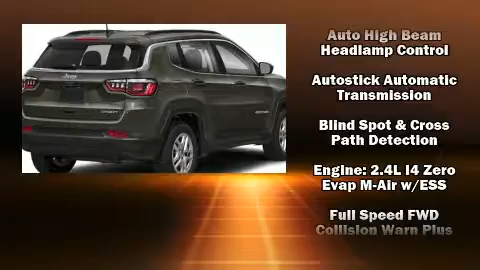 Auto High Beam
Headlamp Control
Autostick Automatic
Transmission
Blind Spot & Cross
Path Detection
Engine: 2.4L I4 Zero
Evap M-Air w/ESS
Full Speed FWD
Collision Warn Plus
Jeep